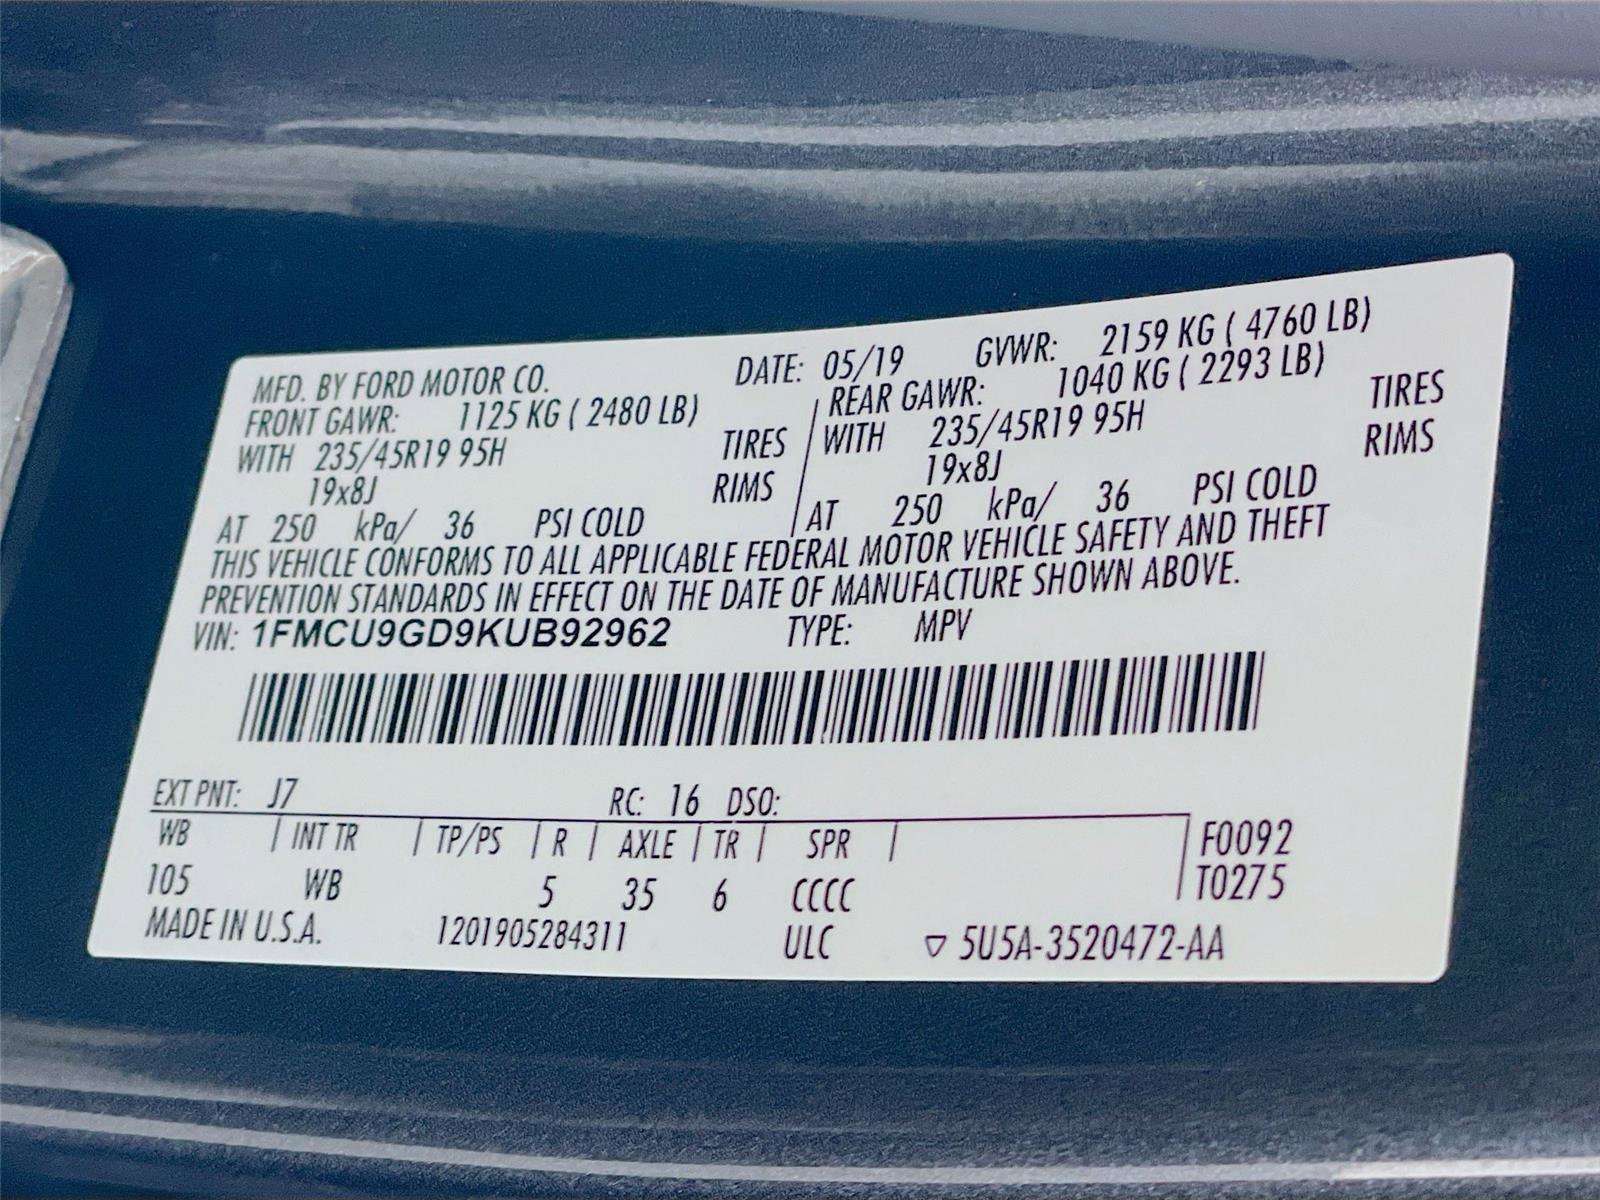 MFD. BY FORD MOTOR CO. DATE: 05/19 GVWR: 2159 KG ( 4760 LB)
FRONT GAWR: 1125 KG ( 2480 LB) REAR GAWR: 1040 KG ( 2293 LB)
WITH 235/45R19 95H TIRES WITH 235/45R19 95H TIRES
19x8J RIMS 19x8J RIMS
AT 250 kPa/ 36 PSI COLD AT 250 kPa/ 36 PSI COLD
THIS VEHICLE CONFORMS TO ALL APPLICABLE FEDERAL MOTOR VEHICLE SAFETY AND THEFT
PREVENTION STANDARDS IN EFFECT ON THE DATE OF MANUFACTURE SHOWN ABOVE.
VIN: 1FMCU9GD9KUB92962 TYPE: MPV
EXT PNT: J7 RC: 16 DSO:
WB | INT TR | TP/PS | R | AXLE | TR | SPR | F0092
105 WB 5 35 6 CCCC T0275
MADE IN U.S.A. 1201905284311 ULC ▽ 5U5A-3520472-AA